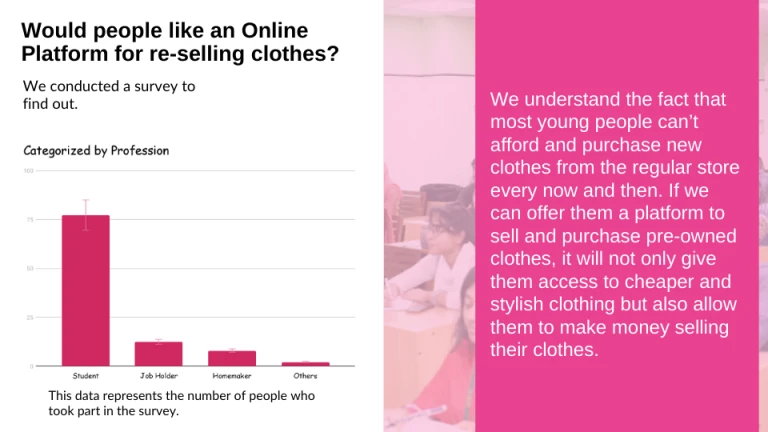 Would people like an Online
Platform for re-selling clothes?
We conducted a survey to
find out.
Categorized by Profession
100
75
50
25
0
Student Job Holder Homemaker Others
This data represents the number of people who
took part in the survey.
We understand the fact that
most young people can’t
afford and purchase new
clothes from the regular store
every now and then. If we
can offer them a platform to
sell and purchase pre-owned
clothes, it will not only give
them access to cheaper and
stylish clothing but also allow
them to make money selling
their clothes.